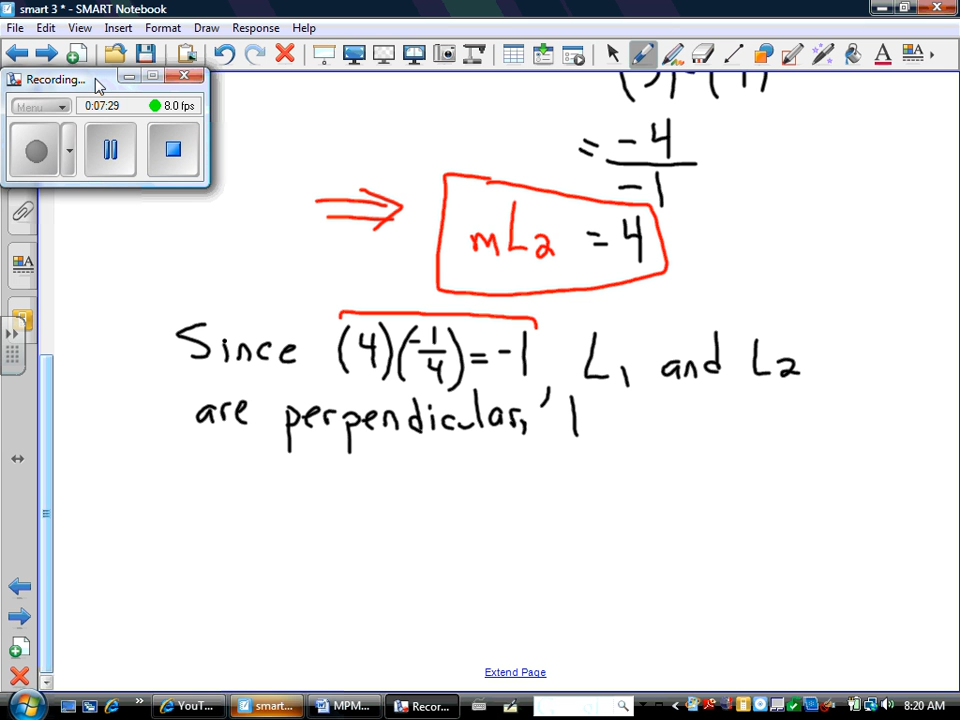 smart 3 * - SMART Notebook
File Edit View Insert Format Draw Response Help
Recording...
Menu 0:07:29 8.0 fps
= -4
-1
⇒ mL2 = 4
Since (4)(-1/4) = -1 L1 and L2
are perpendicular,
Extend Page
YouT... smart... MPM... Recor... 8:20 AM